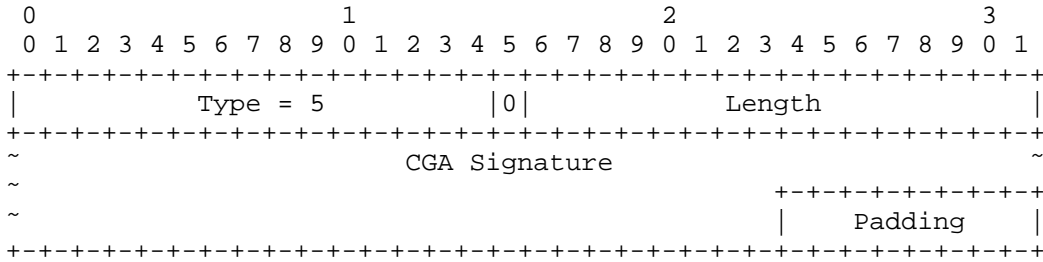 0                   1                   2                   3
 0 1 2 3 4 5 6 7 8 9 0 1 2 3 4 5 6 7 8 9 0 1 2 3 4 5 6 7 8 9 0 1
+-+-+-+-+-+-+-+-+-+-+-+-+-+-+-+-+-+-+-+-+-+-+-+-+-+-+-+-+-+-+-+-+
|           Type = 5          |0|            Length             |
+-+-+-+-+-+-+-+-+-+-+-+-+-+-+-+-+-+-+-+-+-+-+-+-+-+-+-+-+-+-+-+-+
~                        CGA Signature                          ~
~                                               +-+-+-+-+-+-+-+-+
~                                               |    Padding    |
+-+-+-+-+-+-+-+-+-+-+-+-+-+-+-+-+-+-+-+-+-+-+-+-+-+-+-+-+-+-+-+-+